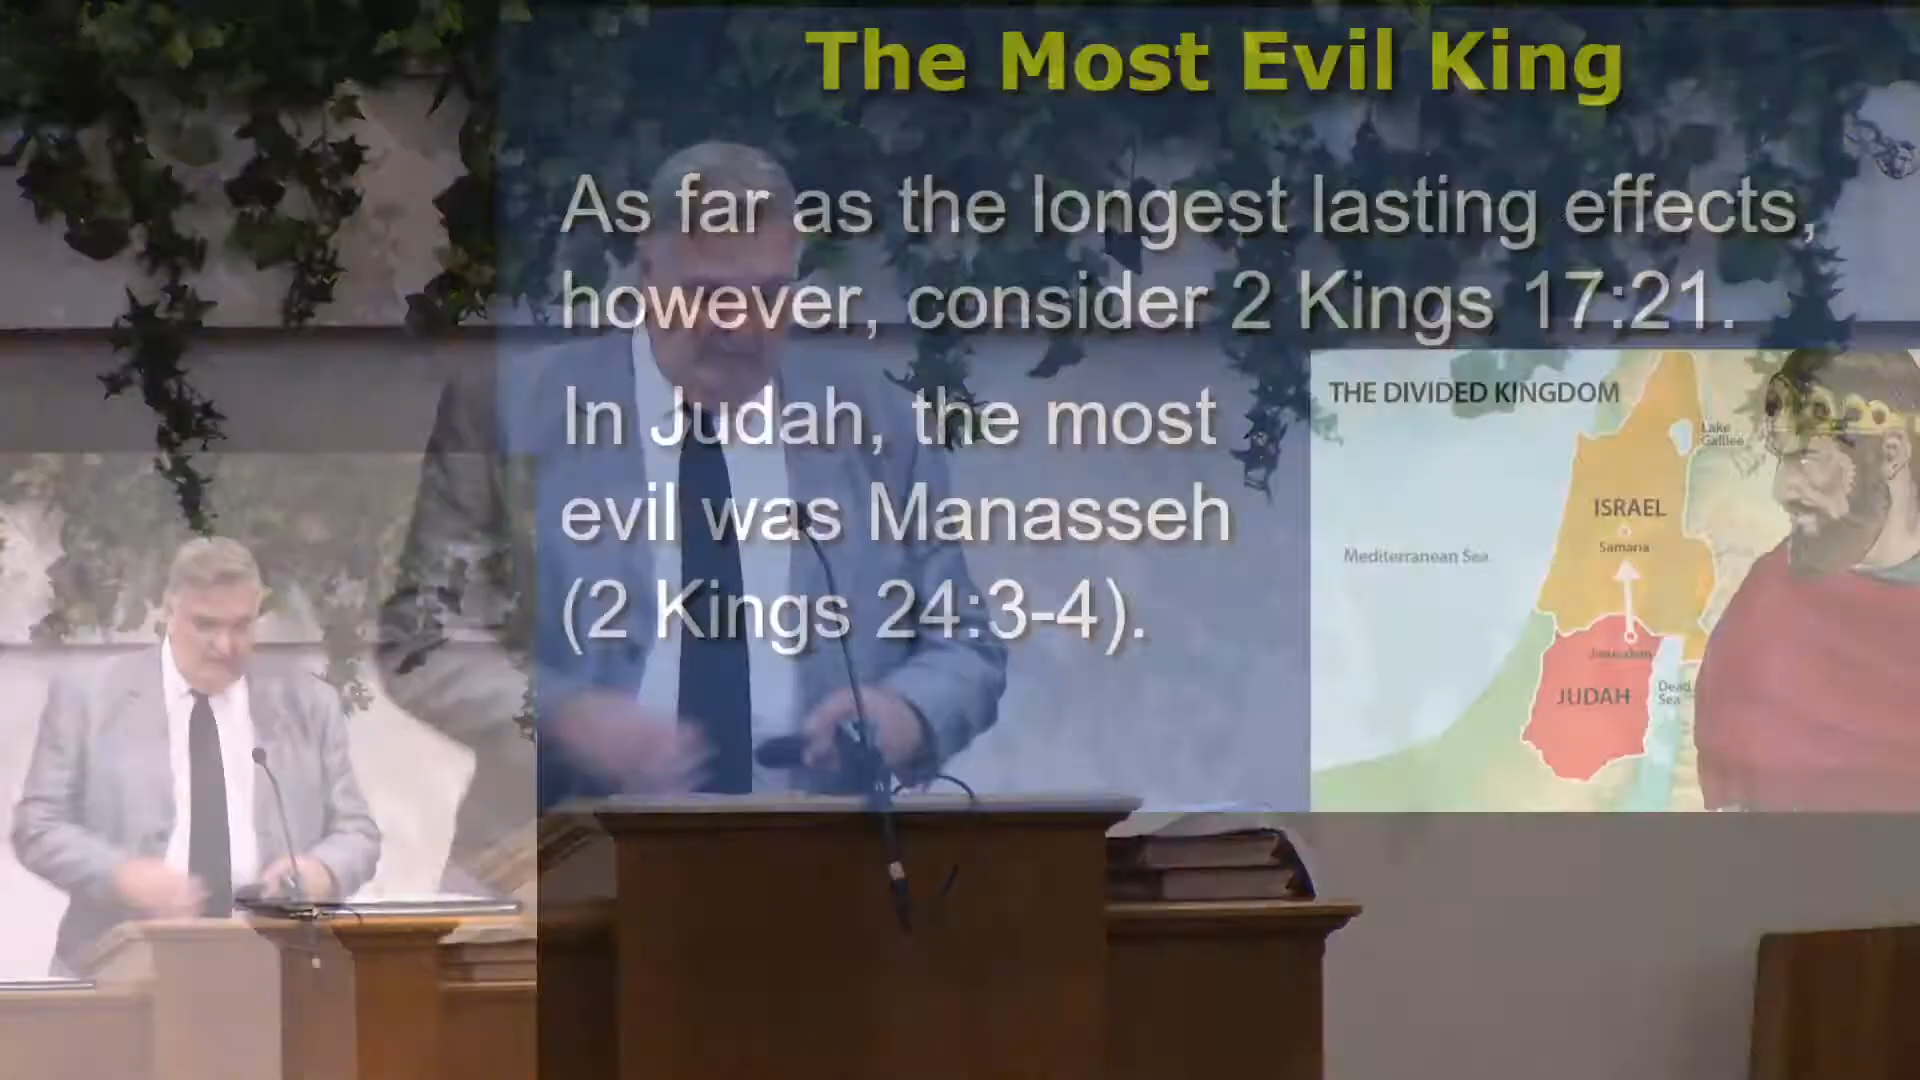 The Most Evil King
As far as the longest lasting effects,
however, consider 2 Kings 17:21.
In Judah, the most
evil was Manasseh
(2 Kings 24:3-4).
THE DIVIDED KINGDOM
Lake
Galilee
ISRAEL
Samaria
Mediterranean Sea
Jerusalem
JUDAH
Dead
Sea